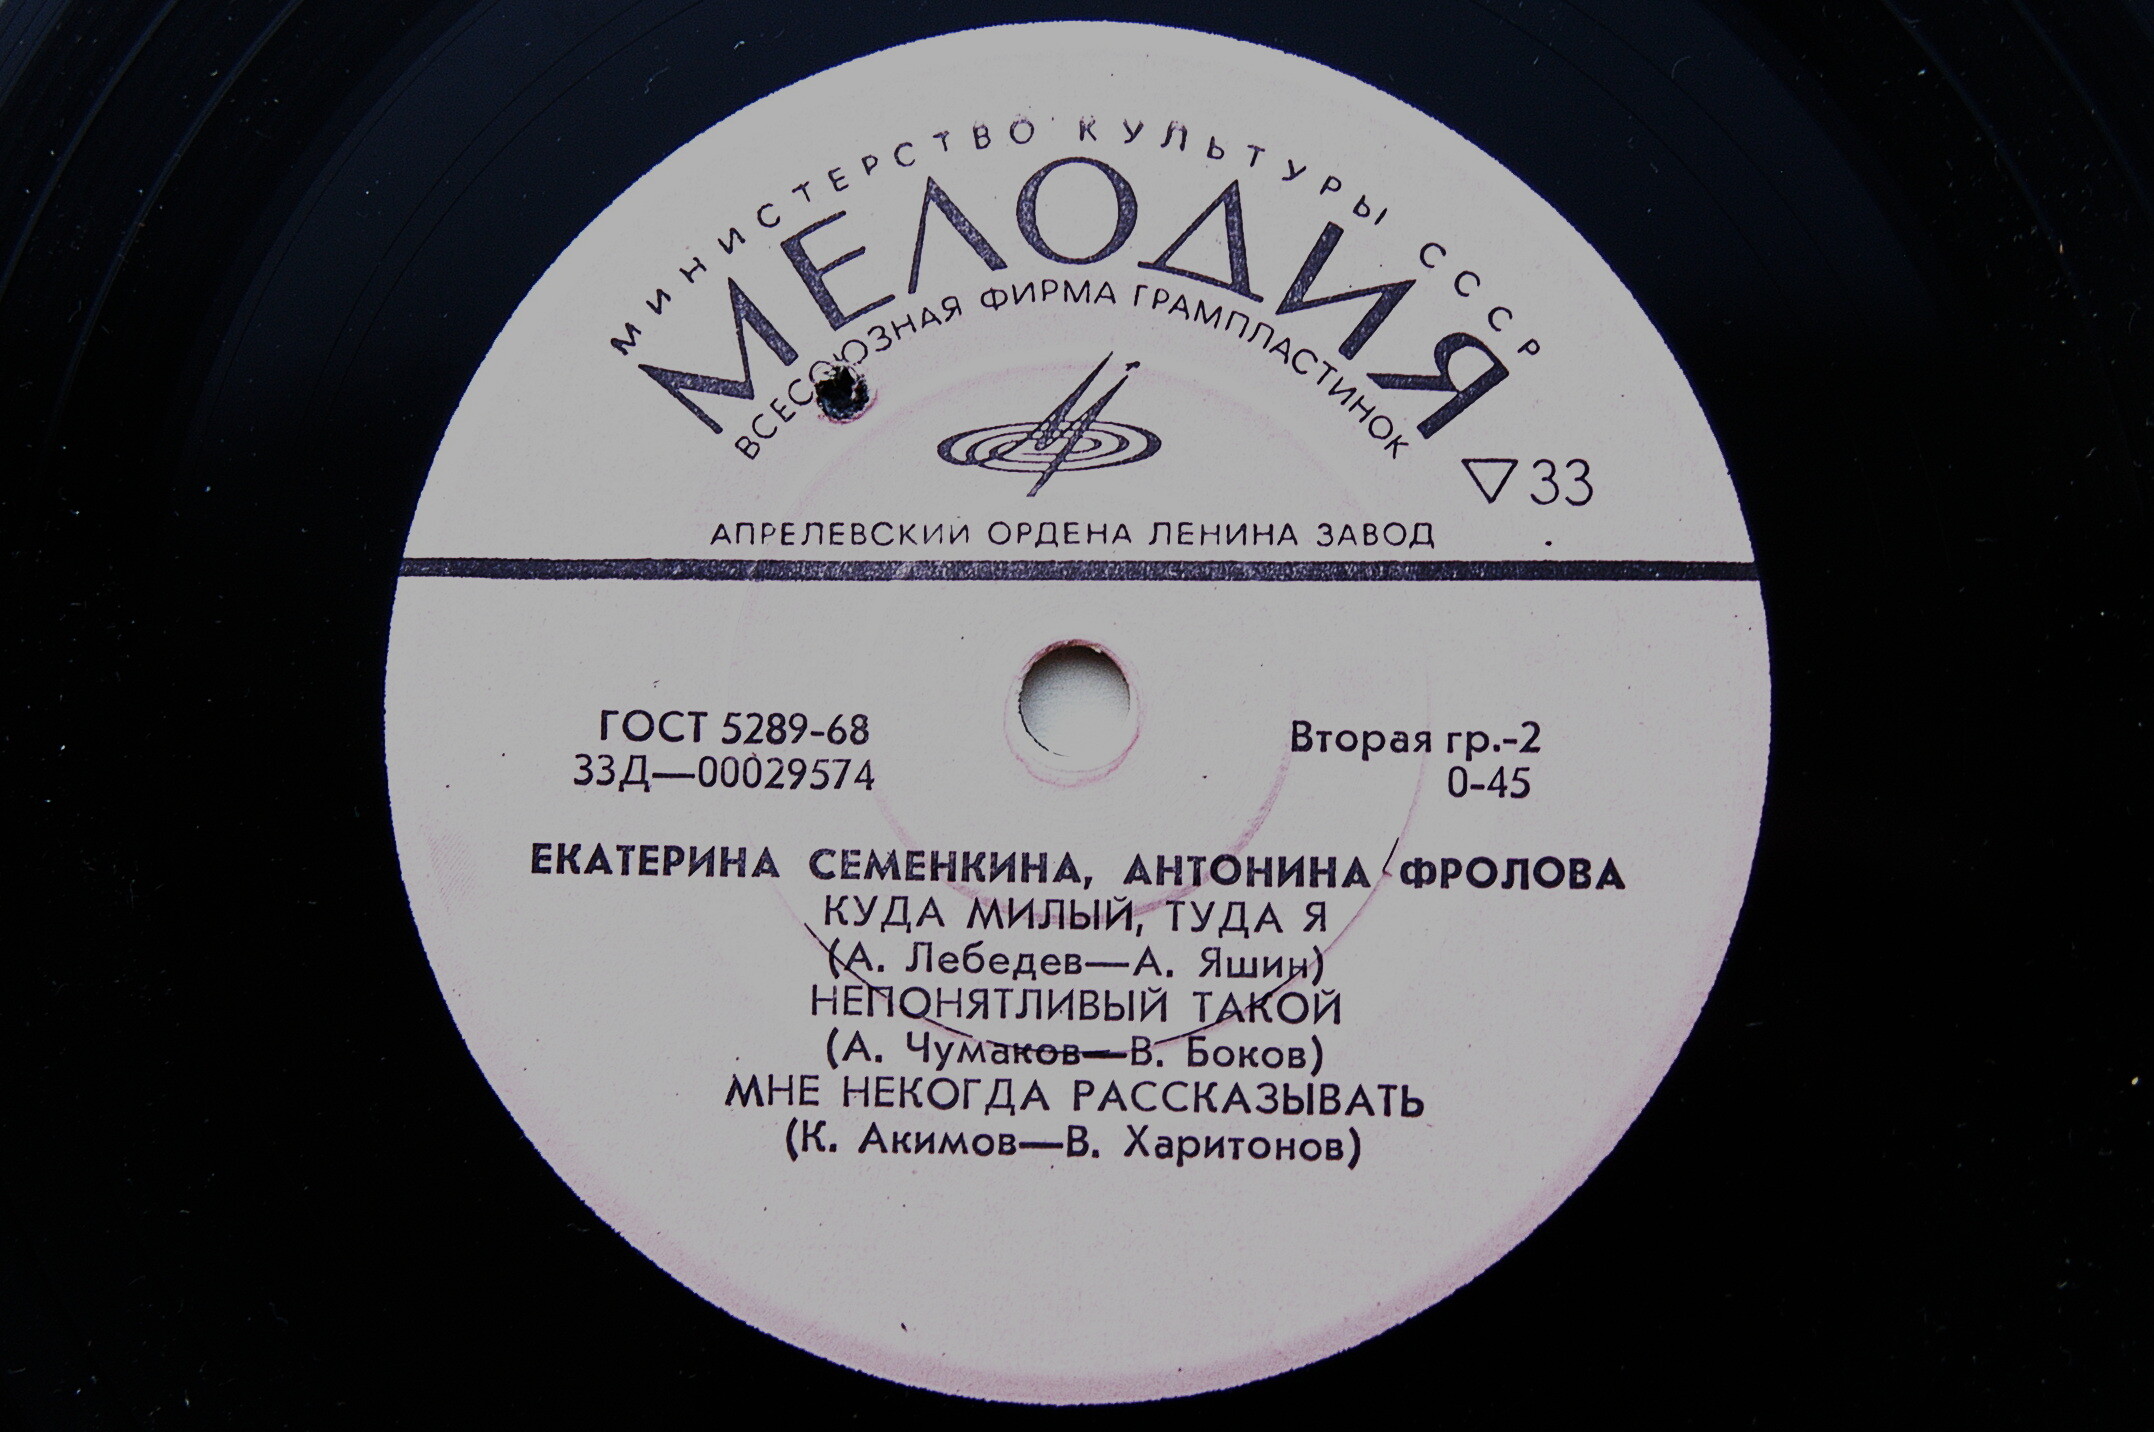 МИНИСТЕРСТВО КУЛЬТУРЫ СССР
МЕЛОДИЯ
ВСЕСОЮЗНАЯ ФИРМА ГРАМПЛАСТИНОК
▽33
АПРЕЛЕВСКИЙ ОРДЕНА ЛЕНИНА ЗАВОД
ГОСТ 5289-68
Вторая гр.-2
33Д—00029574
0-45
ЕКАТЕРИНА СЕМЕНКИНА, АНТОНИНА ФРОЛОВА
КУДА МИЛЫЙ, ТУДА Я
(А. Лебедев—А. Яшин)
НЕПОНЯТЛИВЫЙ ТАКОЙ
(А. Чумаков—В. Боков)
МНЕ НЕКОГДА РАССКАЗЫВАТЬ
(К. Акимов—В. Харитонов)